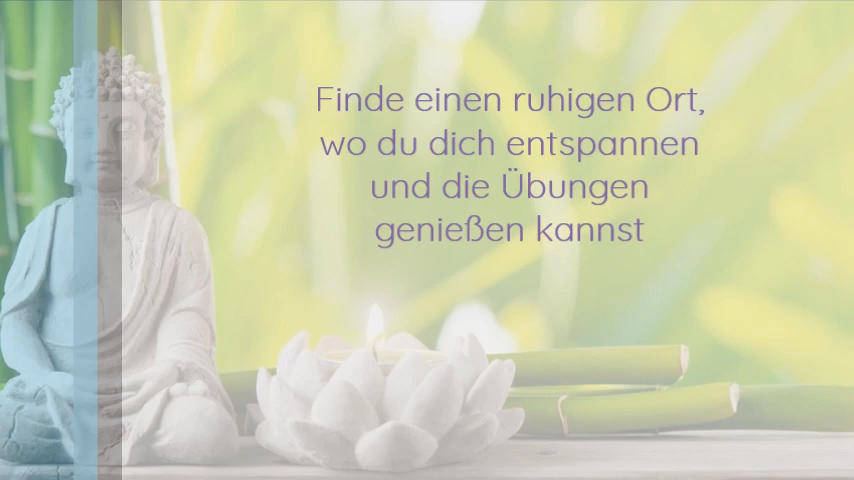 Finde einen ruhigen Ort,
wo du dich entspannen
und die Übungen
genießen kannst